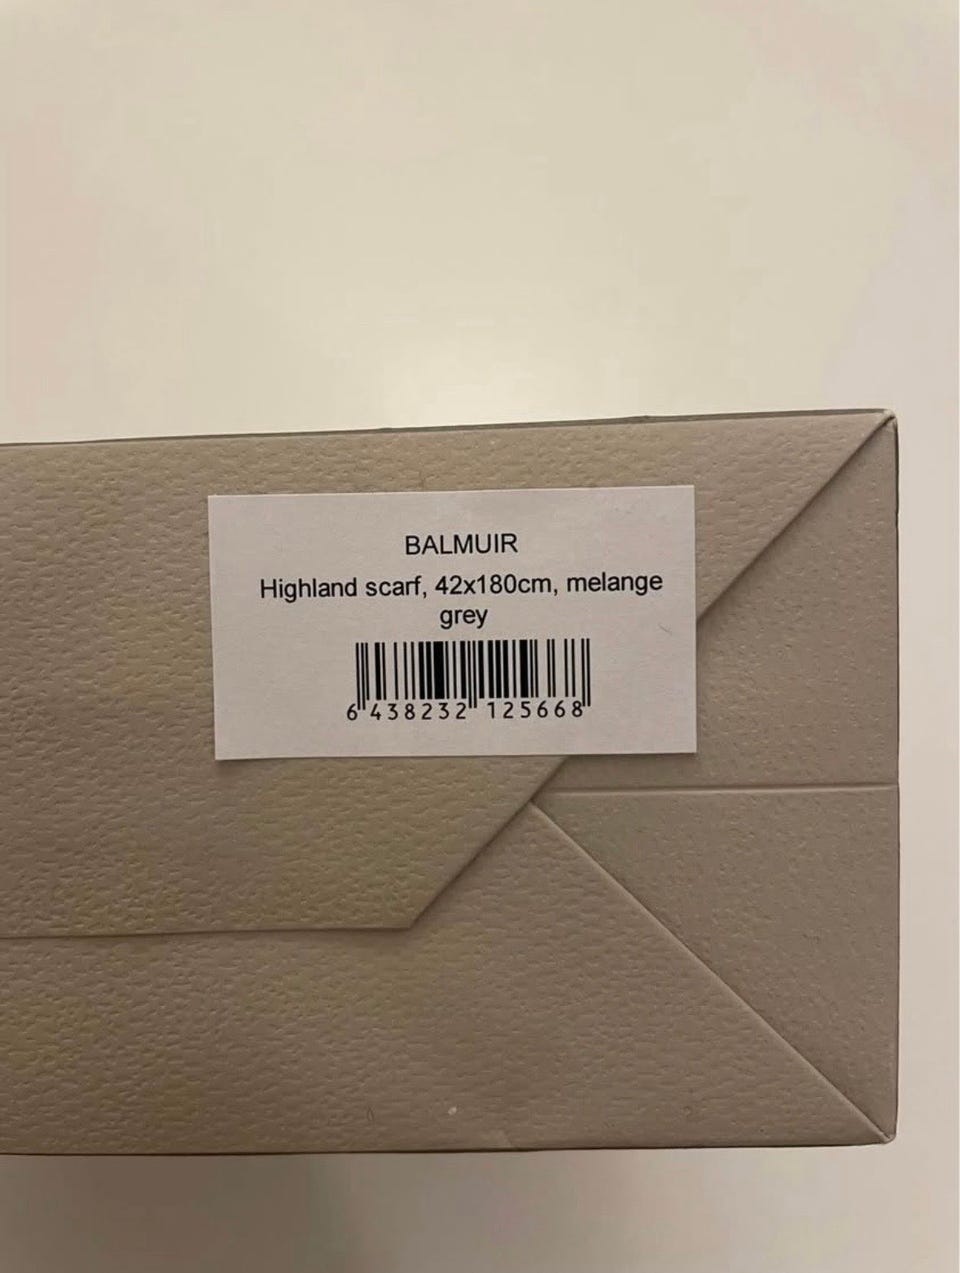 BALMUIR
Highland scarf, 42x180cm, melange
grey
6 438232 125668